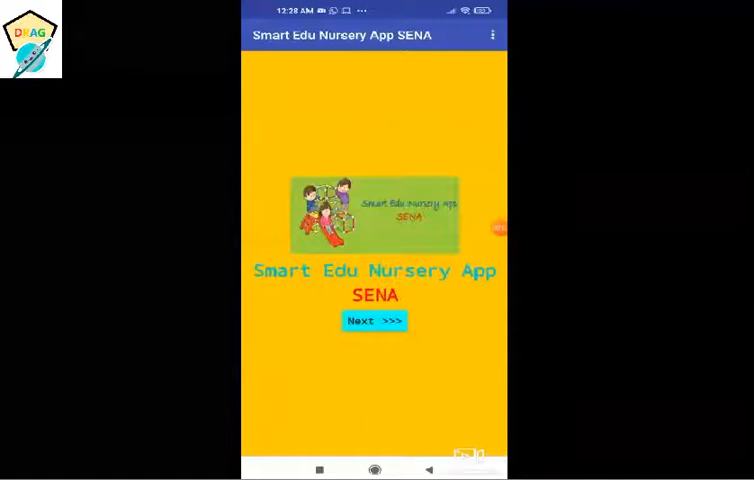 DKAG
12:28 AM
Smart Edu Nursery App SENA
Smart Edu Nursery App
SENA
Smart Edu Nursery App
SENA
Next >>>